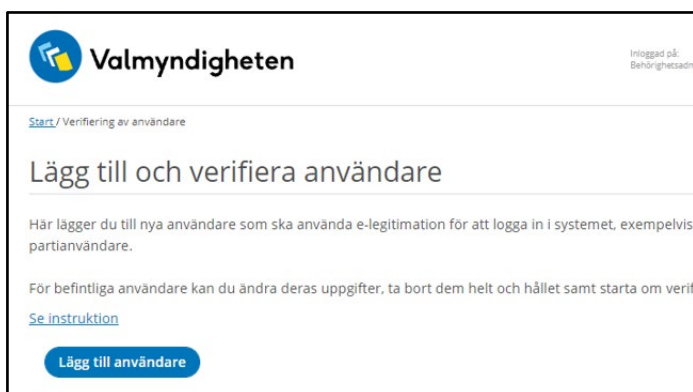 Valmyndigheten
Inloggad på:
Behörighetsadm
Start / Verifiering av användare
Lägg till och verifiera användare
Här lägger du till nya användare som ska använda e-legitimation för att logga in i systemet, exempelvis
partianvändare.
För befintliga användare kan du ändra deras uppgifter, ta bort dem helt och hållet samt starta om verif
Se instruktion
Lägg till användare